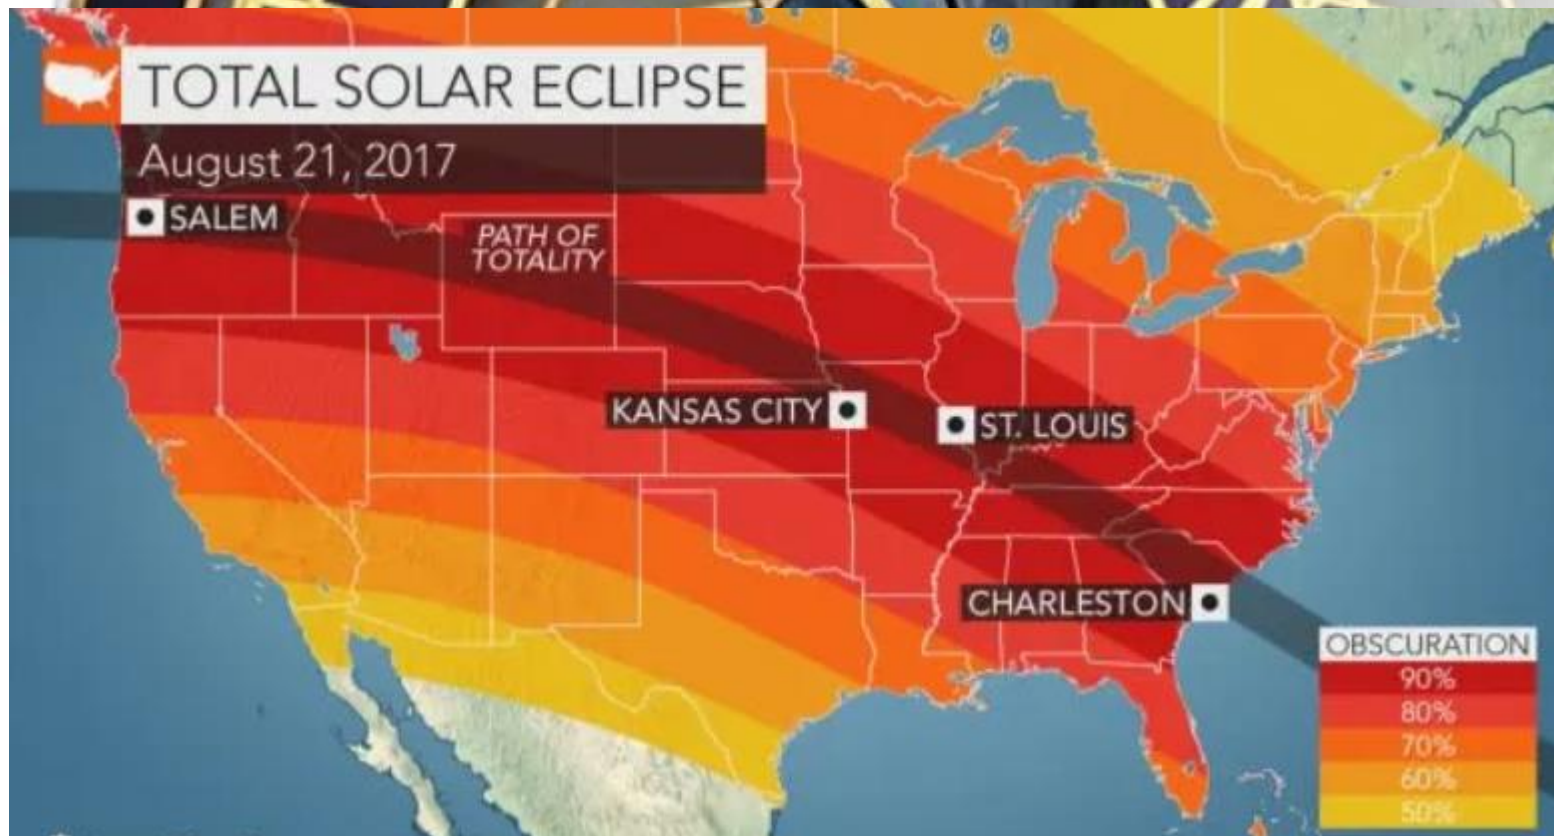 TOTAL SOLAR ECLIPSE
August 21, 2017
SALEM
PATH OF
TOTALITY
KANSAS CITY
ST. LOUIS
CHARLESTON
OBSCURATION
90%
80%
70%
60%
50%